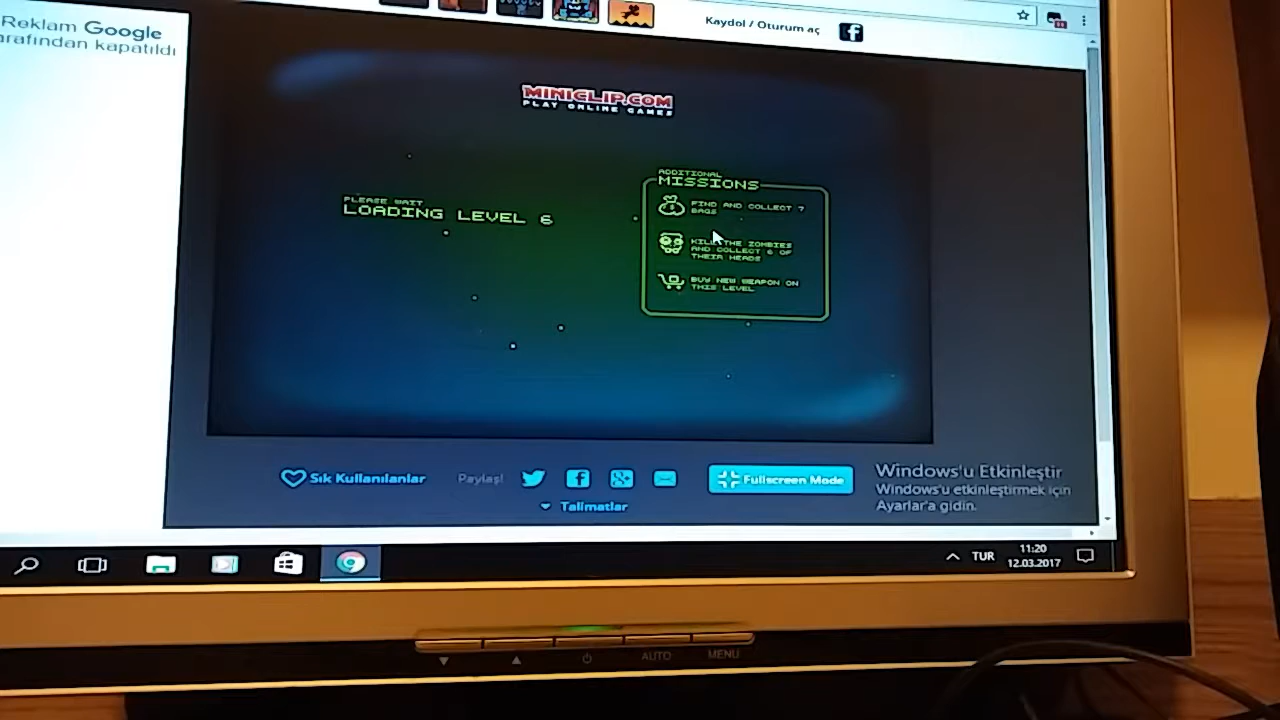 Reklam Google
tarafından kapatıldı
Kaydol / Oturum aç
MINICLIP.COM
PLAY ONLINE GAMES
PLEASE WAIT
LOADING LEVEL 6
ADDITIONAL
MISSIONS
FIND AND COLLECT 7
BAGS
KILL THE ZOMBIES
AND COLLECT 6 OF
THEIR HEADS
BUY NEW WEAPON ON
THIS LEVEL
Sık Kullanılanlar
Paylaş!
Fullscreen Mode
Talimatlar
Windows'u Etkinleştir
Windows'u etkinleştirmek için
Ayarlar'a gidin.
TUR
11:20
12.03.2017
AUTO
MENU